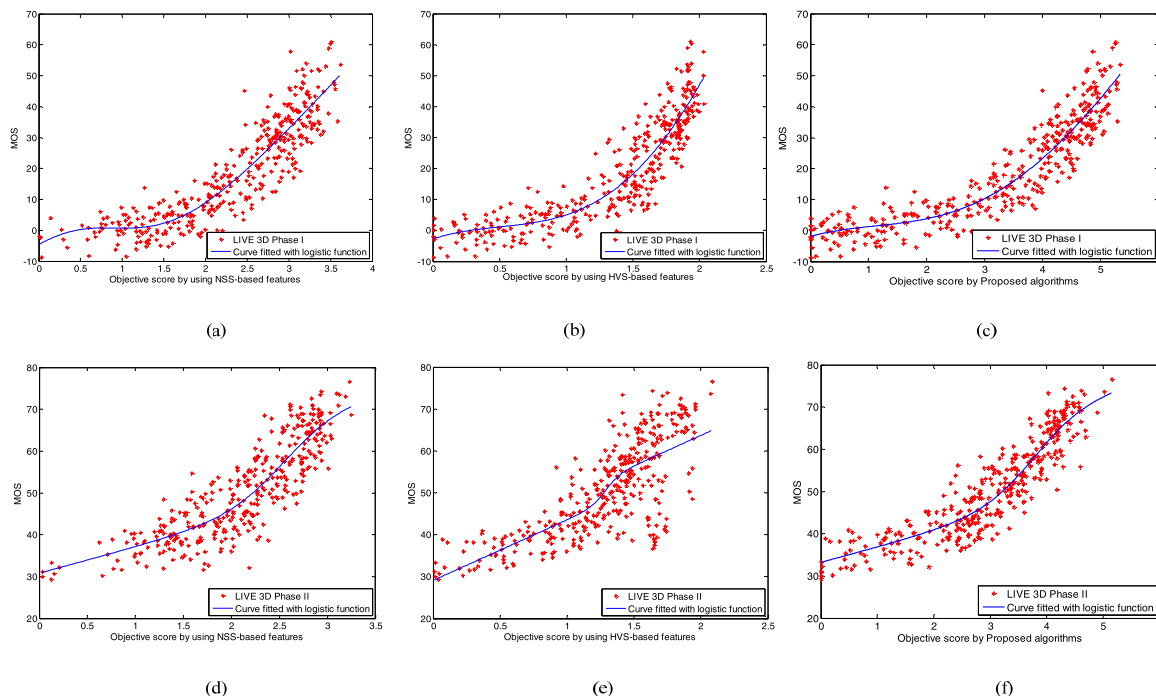 70
60
50
40
30
20
10
0
-10
MOS
0 0.5 1 1.5 2 2.5 3 3.5 4
Objective score by using NSS-based features
LIVE 3D Phase I
Curve fitted with logistic function
(a)
70
60
50
40
30
20
10
0
-10
MOS
0 0.5 1 1.5 2 2.5
Objective score by using HVS-based features
LIVE 3D Phase I
Curve fitted with logistic function
(b)
70
60
50
40
30
20
10
0
-10
MOS
0 1 2 3 4 5
Objective score by Proposed algorithms
LIVE 3D Phase I
Curve fitted with logistic function
(c)
80
70
60
50
40
30
20
MOS
0 0.5 1 1.5 2 2.5 3 3.5
Objective score by using NSS-based features
LIVE 3D Phase II
Curve fitted with logistic function
(d)
80
70
60
50
40
30
20
MOS
0 0.5 1 1.5 2 2.5
Objective score by using HVS-based features
LIVE 3D Phase II
Curve fitted with logistic function
(e)
80
70
60
50
40
30
20
MOS
0 1 2 3 4 5
Objective score by Proposed algorithms
LIVE 3D Phase II
Curve fitted with logistic function
(f)